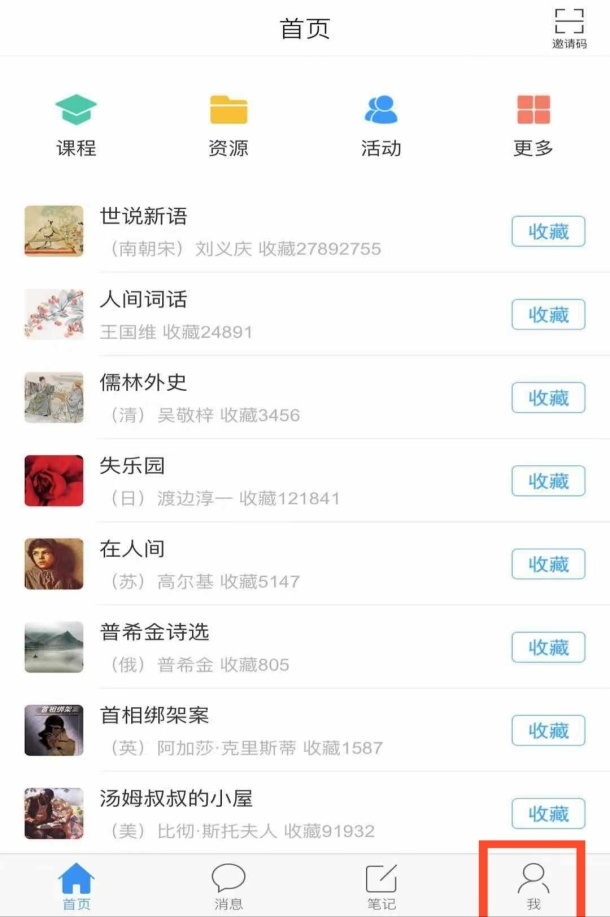 首页
邀请码
课程
资源
活动
更多
世说新语
（南朝宋）刘义庆 收藏27892755
收藏
人间词话
王国维 收藏24891
收藏
儒林外史
（清）吴敬梓 收藏3456
收藏
失乐园
（日）渡边淳一 收藏121841
收藏
在人间
（苏）高尔基 收藏5147
收藏
普希金诗选
（俄）普希金 收藏805
收藏
首相绑架案
首相绑架案
（英）阿加莎·克里斯蒂 收藏1587
收藏
汤姆叔叔的小屋
（美）比彻·斯托夫人 收藏91932
收藏
首页
消息
笔记
我